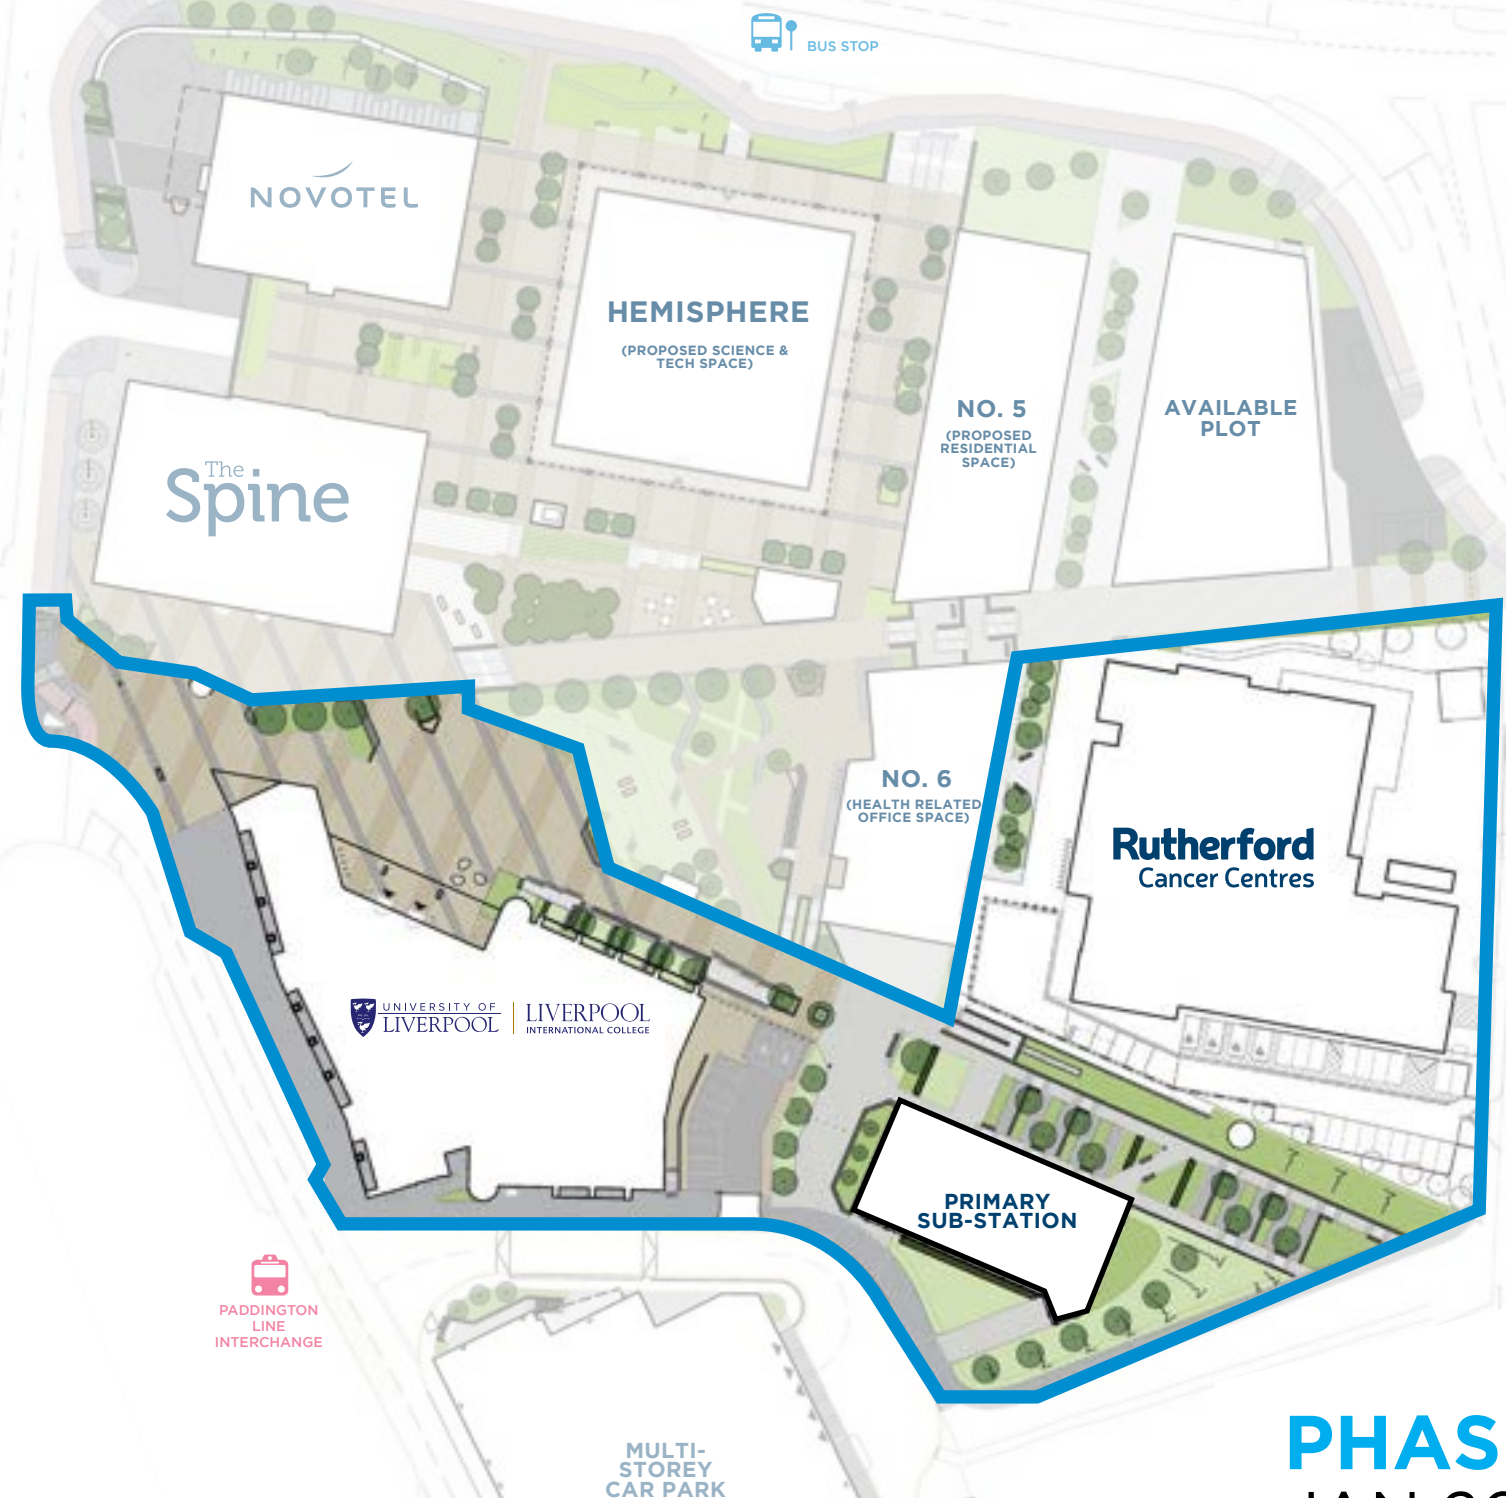 BUS STOP
NOVOTEL
HEMISPHERE
(PROPOSED SCIENCE &
TECH SPACE)
NO. 5
(PROPOSED
RESIDENTIAL
SPACE)
AVAILABLE
PLOT
The
Spine
NO. 6
(HEALTH RELATED
OFFICE SPACE)
Rutherford
Cancer Centres
UNIVERSITY OF
LIVERPOOL
LIVERPOOL
INTERNATIONAL COLLEGE
PRIMARY
SUB-STATION
PADDINGTON
LINE
INTERCHANGE
MULTI-
STOREY
CAR PARK
PHAS